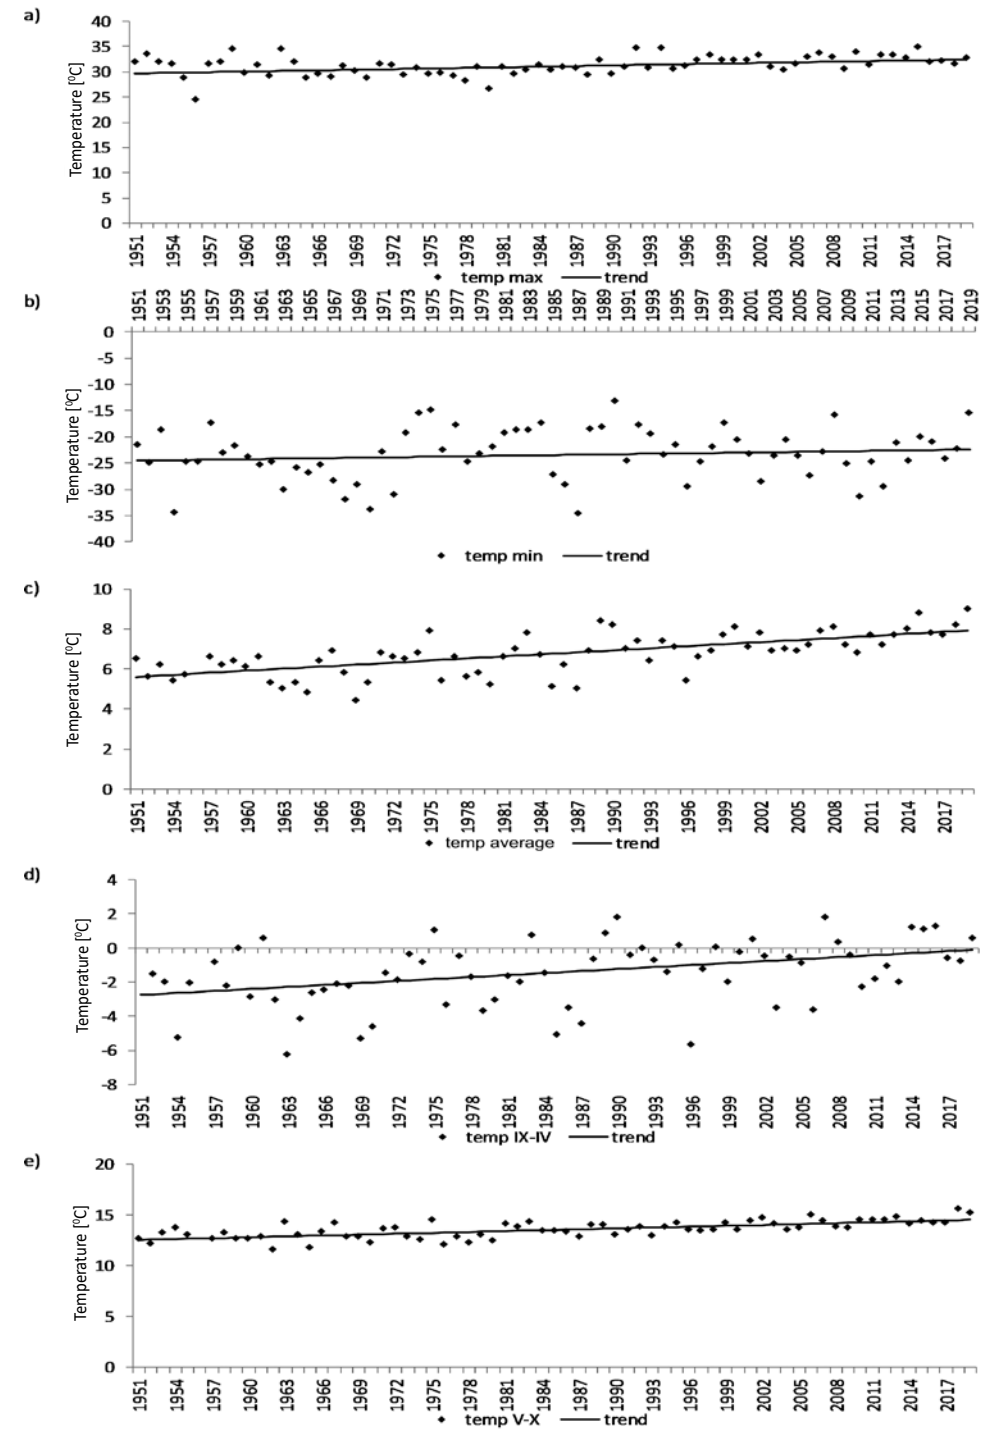 a)
40
35
30
25
20
15
10
5
0
Temperature [⁰C]
1951 1954 1957 1960 1963 1966 1969 1972 1975 1978 1981 1984 1987 1990 1993 1996 1999 2002 2005 2008 2011 2014 2017
temp max trend
b)
1951 1953 1955 1957 1959 1961 1963 1965 1967 1969 1971 1973 1975 1977 1979 1981 1983 1985 1987 1989 1991 1993 1995 1997 1999 2001 2003 2005 2007 2009 2011 2013 2015 2017 2019
0
-5
-10
-15
-20
-25
-30
-35
-40
Temperature [⁰C]
temp min trend
c)
10
8
6
4
2
0
Temperature [⁰C]
1951 1954 1957 1960 1963 1966 1969 1972 1975 1978 1981 1984 1987 1990 1993 1996 1999 2002 2005 2008 2011 2014 2017
temp average trend
d)
4
2
0
-2
-4
-6
-8
Temperature [⁰C]
1951 1954 1957 1960 1963 1966 1969 1972 1975 1978 1981 1984 1987 1990 1993 1996 1999 2002 2005 2008 2011 2014 2017
temp IX-IV trend
e)
20
15
10
5
0
Temperature [⁰C]
1951 1954 1957 1960 1963 1966 1969 1972 1975 1978 1981 1984 1987 1990 1993 1996 1999 2002 2005 2008 2011 2014 2017
temp V-X trend